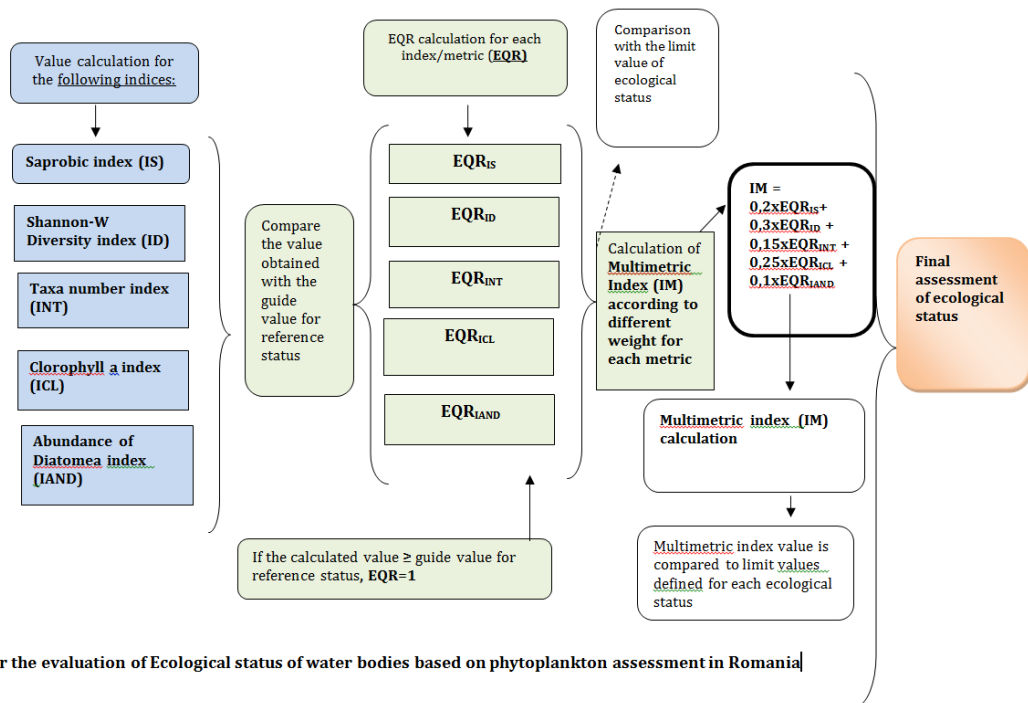 Value calculation for
the following indices:
Saprobic index (IS)
Shannon-W
Diversity index (ID)
Taxa number index
(INT)
Clorophyll a index
(ICL)
Abundance of
Diatomea index
(IAND)
Compare
the value
obtained
with the
guide
value for
reference
status
EQR calculation for each
index/metric (EQR)
EQRIS
EQRID
EQRINT
EQRICL
EQRIAND
If the calculated value ≥ guide value for
reference status, EQR=1
Comparison
with the limit
value of
ecological
status
Calculation of
Multimetric
Index (IM)
according to
different
weight for
each metric
IM =
0,2xEQRIS+
0,3xEQRID +
0,15xEQRINT +
0,25xEQRICL +
0,1xEQRIAND
Multimetric index (IM)
calculation
Multimetric index value is
compared to limit values
defined for each ecological
status
Final
assessment
of ecological
status
r the evaluation of Ecological status of water bodies based on phytoplankton assessment in Romania